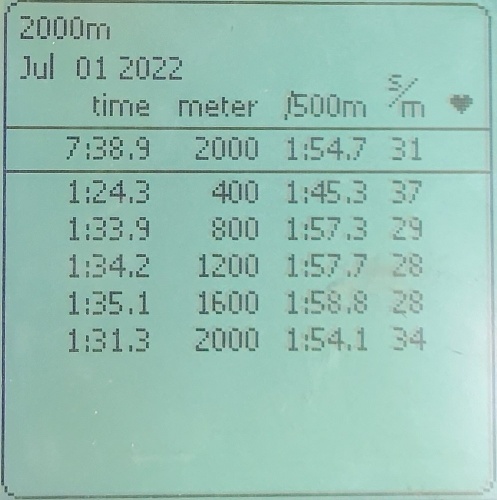 2000m
Jul 01 2022
time meter /500m s/m
7:38.9 2000 1:54.7 31
1:24.3 400 1:45.3 37
1:33.9 800 1:57.3 29
1:34.2 1200 1:57.7 28
1:35.1 1600 1:58.8 28
1:31.3 2000 1:54.1 34